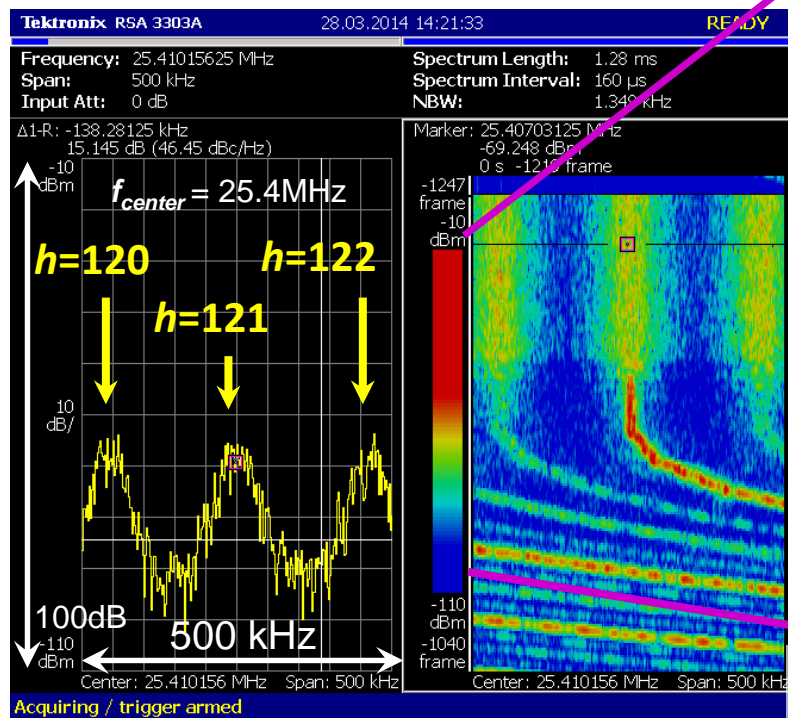 Tektronix RSA 3303A 28.03.2014 14:21:33 READY
Frequency: 25.41015625 MHz
Span: 500 kHz
Input Att: 0 dB
Spectrum Length: 1.28 ms
Spectrum Interval: 160 µs
NBW: 1.349 kHz
Δ1-R: -138.28125 kHz
15.145 dB (46.45 dBc/Hz)
-10
dBm
f center = 25.4MHz
h=120
h=122
h=121
10
dB/
100dB
500 kHz
-110
dBm
Center: 25.410156 MHz Span: 500 kHz
Marker: 25.40703125 MHz
-69.248 dBm
0 s frame
-1247
frame
-10
dBm
-110
dBm
-1040
frame
Center: 25.410156 MHz Span: 500 kHz
Acquiring / trigger armed